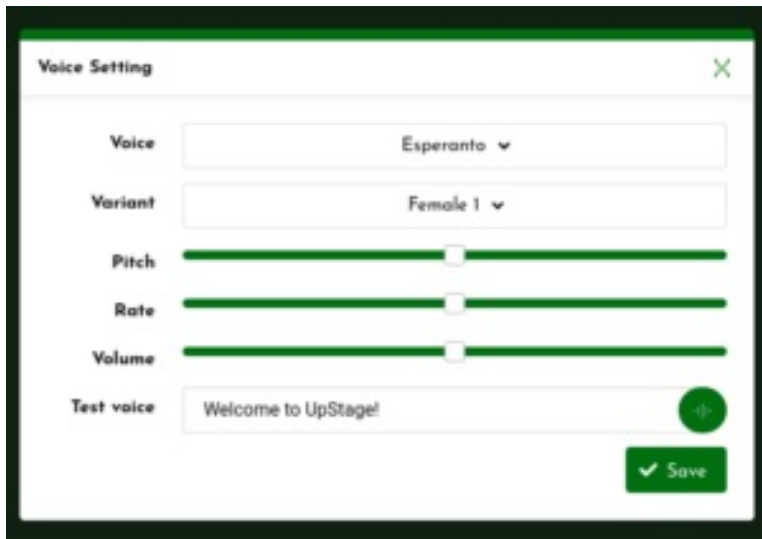 Voice Setting
Voice Esperanto
Variant Female 1
Pitch
Rate
Volume
Test voice Welcome to UpStage!
Save